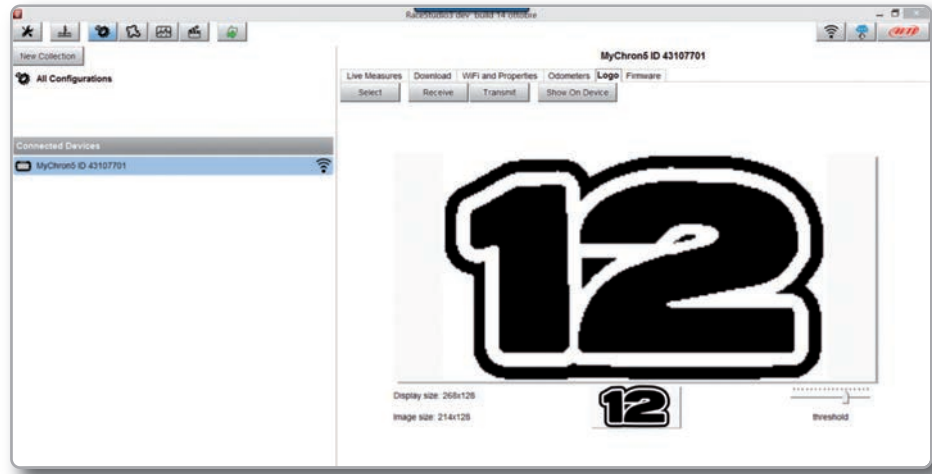 RaceStudio3 dev build 14 ottobre
AiM
New Collection
All Configurations
Connected Devices
MyChron5 ID 43107701
MyChron5 ID 43107701
Live Measures Download WiFi and Properties Odometers Logo Firmware
Select Receive Transmit Show On Device
12
Display size: 268x128
Image size: 214x128
12
threshold